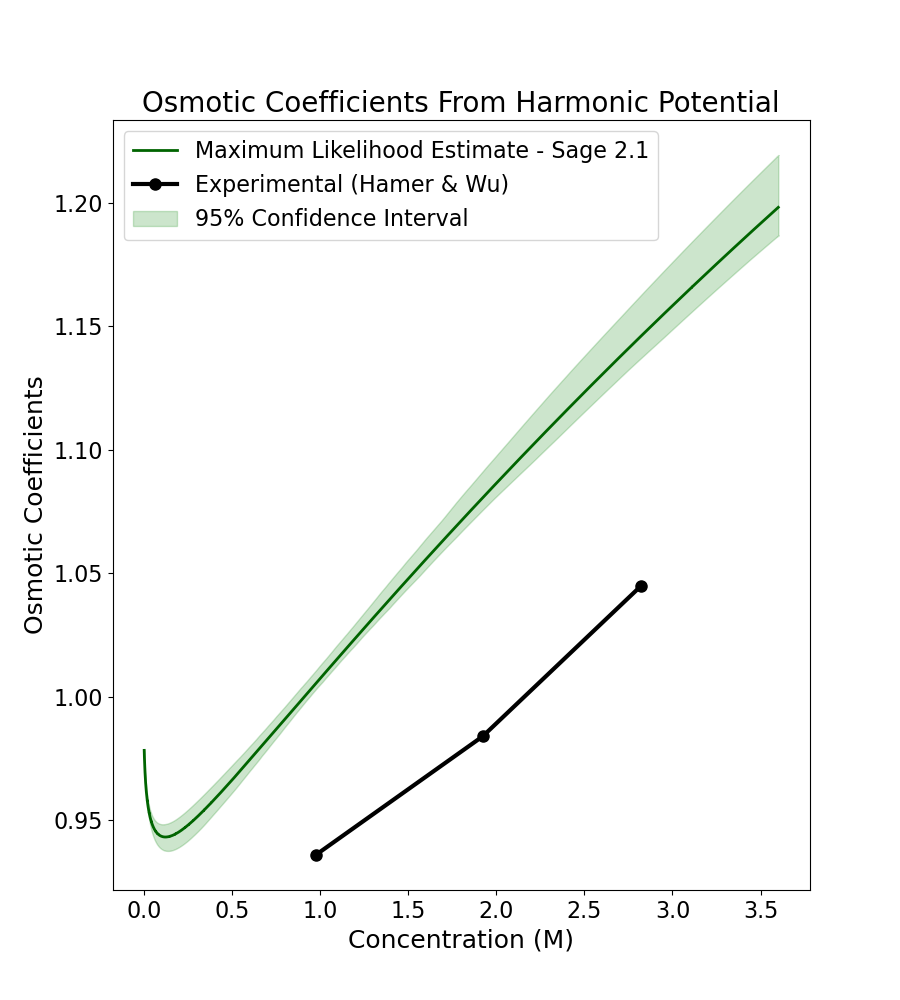 Osmotic Coefficients From Harmonic Potential
Maximum Likelihood Estimate - Sage 2.1
Experimental (Hamer & Wu)
95% Confidence Interval
Osmotic Coefficients
1.20
1.15
1.10
1.05
1.00
0.95
0.0 0.5 1.0 1.5 2.0 2.5 3.0 3.5
Concentration (M)